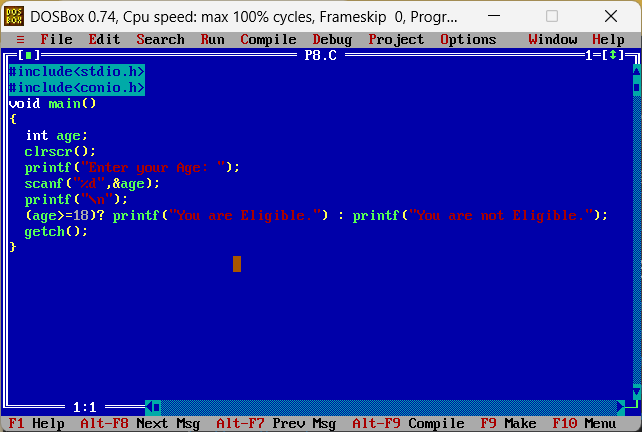 DOS BOX DOSBox 0.74, Cpu speed: max 100% cycles, Frameskip 0, Progr...
≡ File Edit Search Run Compile Debug Project Options Window Help
[■] P8.C 1=[↕]
#include<stdio.h>
#include<conio.h>
void main()
{
int age;
clrscr();
printf("Enter your Age: ");
scanf("%d",&age);
printf("\n");
(age>=18)? printf("You are Eligible.") : printf("You are not Eligible.");
getch();
}
1:1
F1 Help Alt-F8 Next Msg Alt-F7 Prev Msg Alt-F9 Compile F9 Make F10 Menu